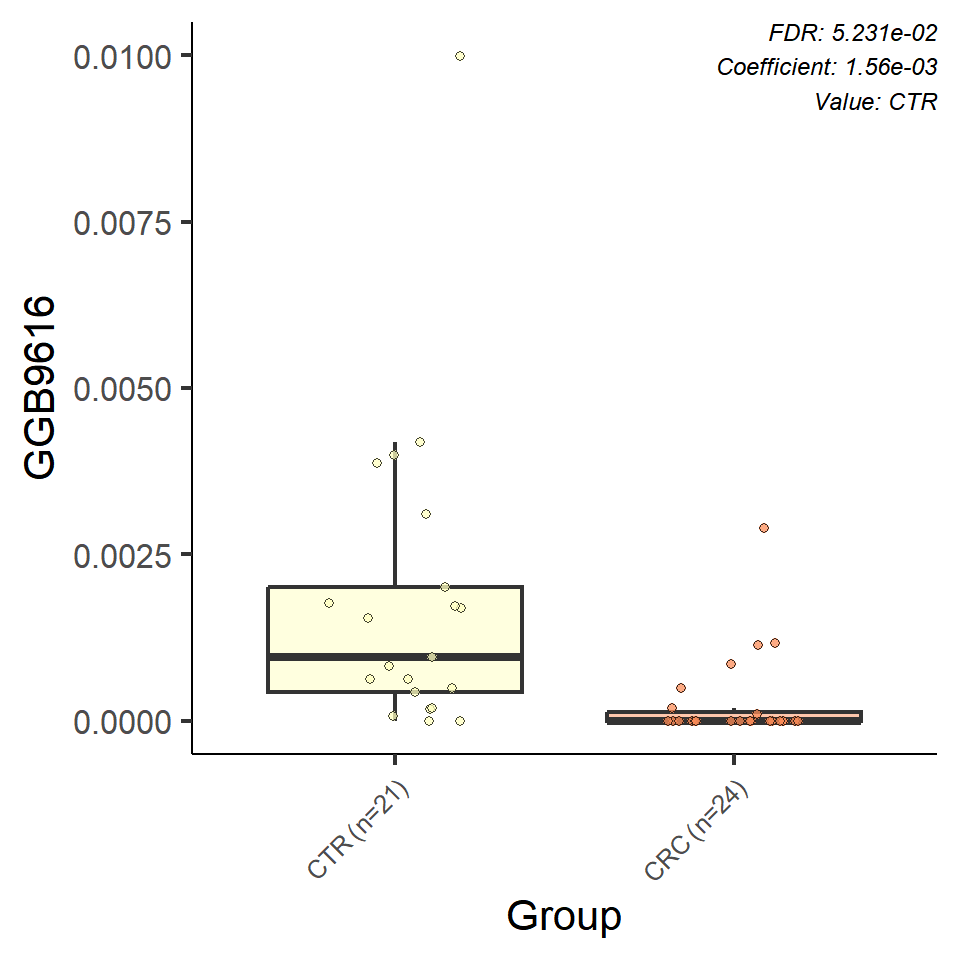 FDR: 5.231e-02
Coefficient: 1.56e-03
Value: CTR
GGB9616
0.0100
0.0075
0.0050
0.0025
0.0000
CTR (n=21)
CRC (n=24)
Group